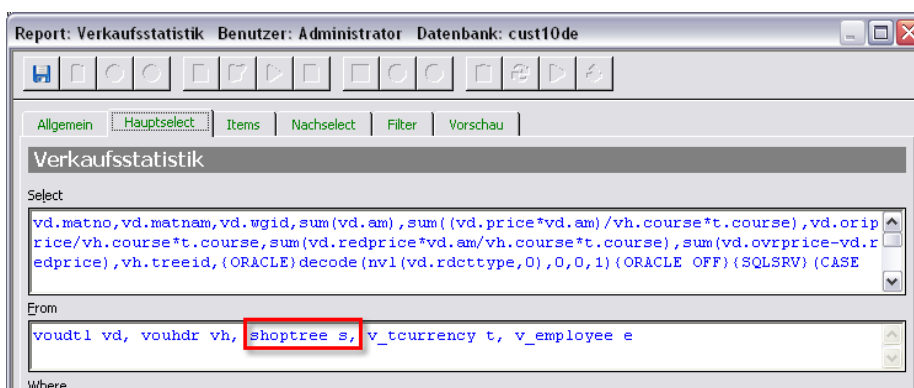 Report: Verkaufsstatistik Benutzer: Administrator Datenbank: cust10de
Allgemein Hauptselect Items Nachselect Filter Vorschau
Verkaufsstatistik
Select
vd.matno,vd.matnam,vd.wgid,sum(vd.am),sum((vd.price*vd.am)/vh.course*t.course),vd.orip
rice/vh.course*t.course,sum(vd.redprice*vd.am/vh.course*t.course),sum(vd.ovrprice-vd.r
edprice),vh.treeid,{ORACLE}decode(nvl(vd.rdcttype,0),0,0,1){ORACLE OFF}{SQLSRV}(CASE
From
voudtl vd, vouhdr vh, shoptree s, v_tcurrency t, v_employee e
Where